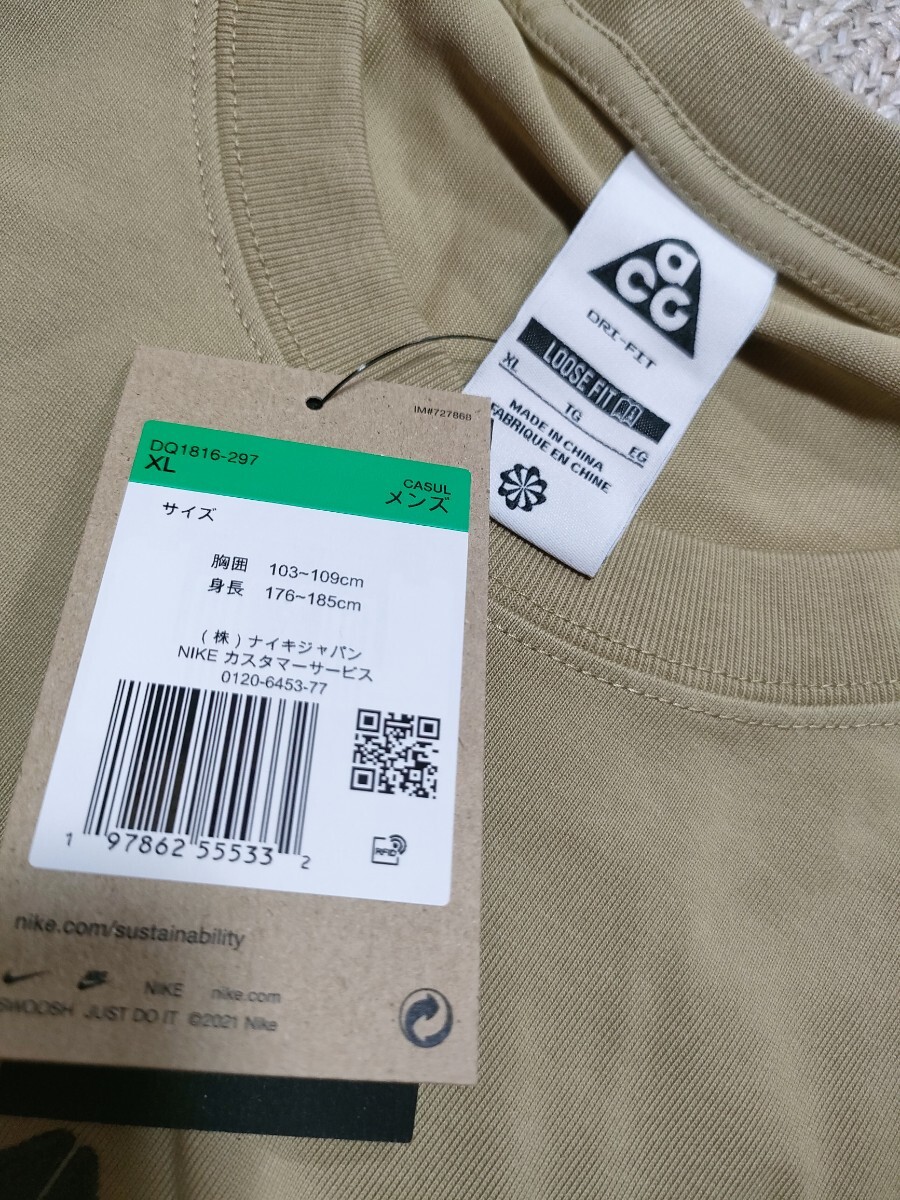 IM#727868
DQ1816-297
XL
CASUL
メンズ
サイズ
胸囲 103~109cm
身長 176~185cm
(株)ナイキジャパン
NIKE カスタマーサービス
0120-6453-77
1 97862 55533 2
RFID
nike.com/sustainability
NIKE nike.com
SWOOSH JUST DO IT ©2021 Nike
acg
DRI-FIT
LOOSE FIT
XL TG EG
MADE IN CHINA
FABRIQUE EN CHINE